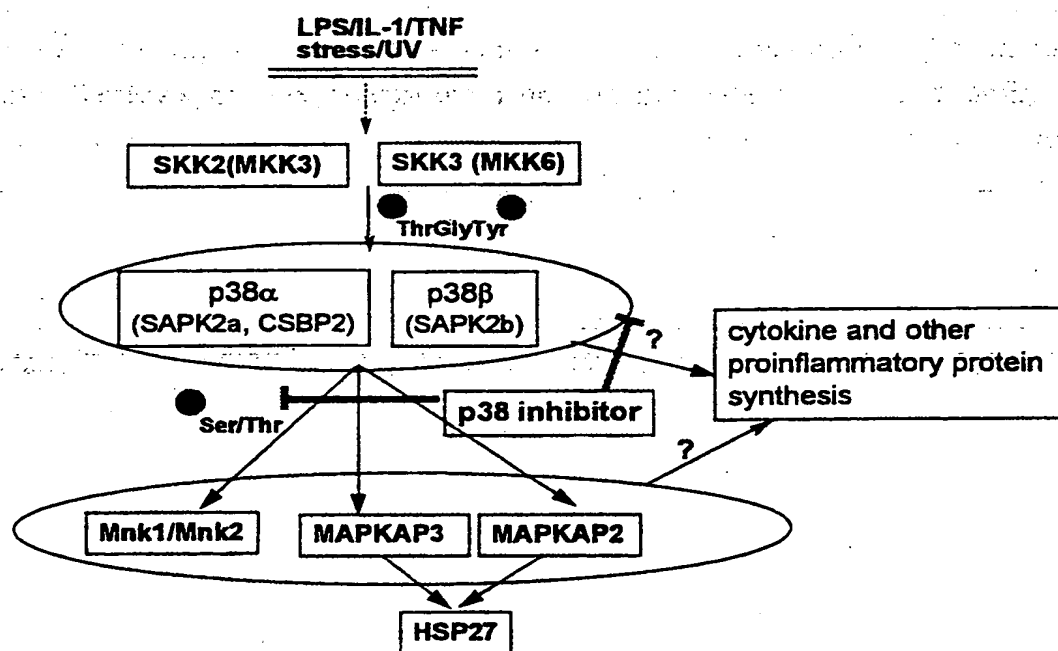 LPS/IL-1/TNF
stress/UV
SKK2(MKK3)
SKK3 (MKK6)
ThrGlyTyr
p38α
(SAPK2a, CSBP2)
p38β
(SAPK2b)
?
cytokine and other
proinflammatory protein
synthesis
Ser/Thr
p38 inhibitor
?
Mnk1/Mnk2
MAPKAP3
MAPKAP2
HSP27